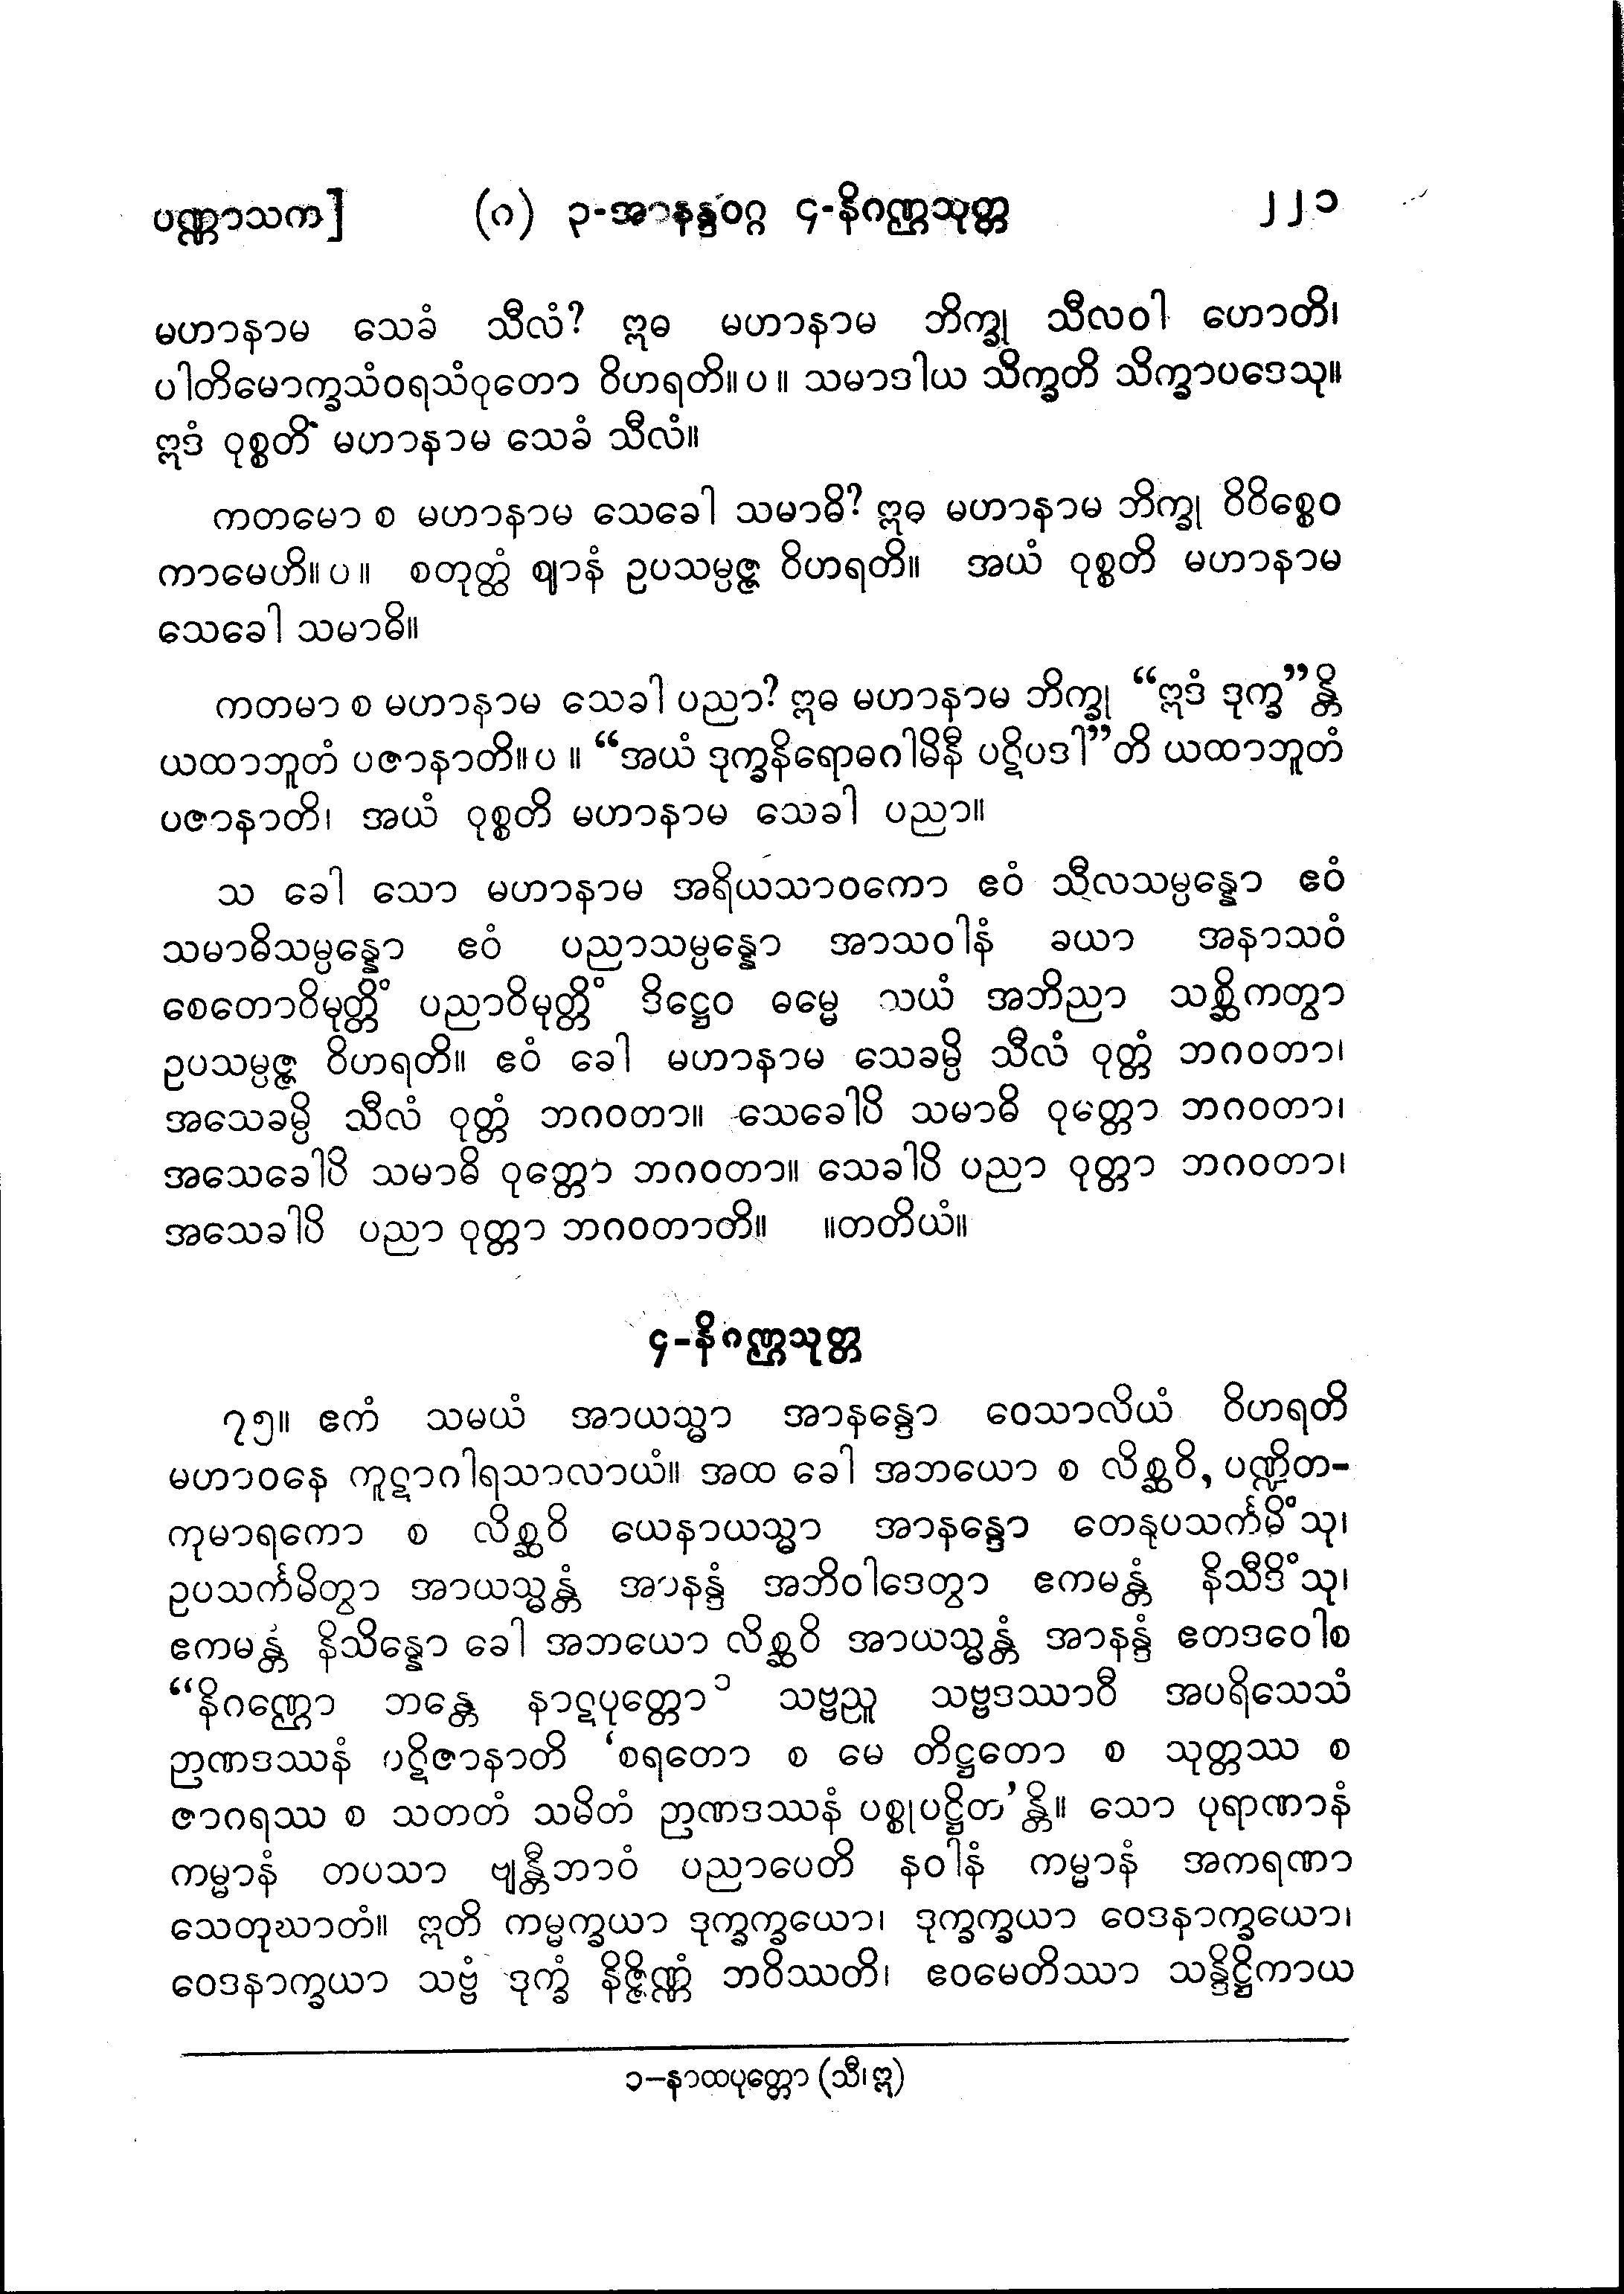 ပဏ္ဏာသက] (ဂ) ၃-အာနန္ဒဝဂ္ဂ ၄-နိဂဏ္ဌသုတ္တ ၂၂၁
မဟာနာမ သေခံ သီလံ? ဣဓ မဟာနာမ ဘိက္ခု သီလဝါ ဟောတိ၊
ပါတိမောက္ခသံဝရသံဝုတော ဝိဟရတိ။ပ။ သမာဒါယ သိက္ခတိ သိက္ခာပဒေသု။
ဣဒံ ဝုစ္စတိ မဟာနာမ သေခံ သီလံ။
ကတမော စ မဟာနာမ သေခေါ သမာဓိ? ဣဓ မဟာနာမ ဘိက္ခု ဝိဝိစ္စေဝ
ကာမေဟိ။ပ။ စတုတ္ထံ ဈာနံ ဥပသမ္ပဇ္ဇ ဝိဟရတိ။ အယံ ဝုစ္စတိ မဟာနာမ
သေခေါ သမာဓိ။
ကတမာ စ မဟာနာမ သေခါ ပညာ? ဣဓ မဟာနာမ ဘိက္ခု “ဣဒံ ဒုက္ခ”န္တိ
ယထာဘူတံ ပဇာနာတိ။ပ။ “အယံ ဒုက္ခနိရောဓဂါမိနီ ပဋိပဒါ”တိ ယထာဘူတံ
ပဇာနာတိ၊ အယံ ဝုစ္စတိ မဟာနာမ သေခါ ပညာ။
သ ခေါ သော မဟာနာမ အရိယသာဝကော ဧဝံ သီလသမ္ပန္နော ဧဝံ
သမာဓိသမ္ပန္နော ဧဝံ ပညာသမ္ပန္နော အာသဝါနံ ခယာ အနာသဝံ
စေတောဝိမုတ္တိံ ပညာဝိမုတ္တိံ ဒိဋ္ဌေဝ ဓမ္မေ သယံ အဘိညာ သစ္ဆိကတွာ
ဥပသမ္ပဇ္ဇ ဝိဟရတိ။ ဧဝံ ခေါ မဟာနာမ သေခမ္ပိ သီလံ ဝုတ္တံ ဘဂဝတာ၊
အသေခမ္ပိ သီလံ ဝုတ္တံ ဘဂဝတာ။ သေခေါပိ သမာဓိ ဝုတ္တော ဘဂဝတာ၊
အသေခေါပိ သမာဓိ ဝုတ္တော ဘဂဝတာ။ သေခါပိ ပညာ ဝုတ္တာ ဘဂဝတာ၊
အသေခါပိ ပညာ ဝုတ္တာ ဘဂဝတာတိ။ ။တတိယံ။
၄-နိဂဏ္ဌသုတ္တ
၇၅။ ဧကံ သမယံ အာယသ္မာ အာနန္ဒော ဝေသာလိယံ ဝိဟရတိ
မဟာဝနေ ကူဋာဂါရသာလာယံ။ အထ ခေါ အဘယော စ လိစ္ဆဝိ, ပဏ္ဍိတ-
ကုမာရကော စ လိစ္ဆဝိ ယေနာယသ္မာ အာနန္ဒော တေနုပသင်္ကမိံသု၊
ဥပသင်္ကမိတွာ အာယသ္မန္တံ အာနန္ဒံ အဘိဝါဒေတွာ ဧကမန္တံ နိသီဒိံသု၊
ဧကမန္တံ နိသိန္နော ခေါ အဘယော လိစ္ဆဝိ အာယသ္မန္တံ အာနန္ဒံ ဧတဒဝေါစ
“နိဂဏ္ဌော ဘန္တေ နာဋပုတ္တော ၁ သဗ္ဗညူ သဗ္ဗဒဿာဝီ အပရိသေသံ
ဉာဏဒဿနံ ပဋိဇာနာတိ ‘စရတော စ မေ တိဋ္ဌတော စ သုတ္တဿ စ
ဇာဂရဿ စ သတတံ သမိတံ ဉာဏဒဿနံ ပစ္စုပဋ္ဌိတ’န္တိ။ သော ပုရာဏာနံ
ကမ္မာနံ တပသာ ဗျန္တီဘာဝံ ပညာပေတိ နဝါနံ ကမ္မာနံ အကရဏာ
သေတုဃာတံ။ ဣတိ ကမ္မက္ခယာ ဒုက္ခက္ခယော၊ ဒုက္ခက္ခယာ ဝေဒနာက္ခယော၊
ဝေဒနာက္ခယာ သဗ္ဗံ ဒုက္ခံ နိဇ္ဇိဏ္ဏံ ဘဝိဿတိ၊ ဧဝမေတိဿာ သန္ဒိဋ္ဌိကာယ
၁–နာထပုတ္တော (သီ၊ဣ)